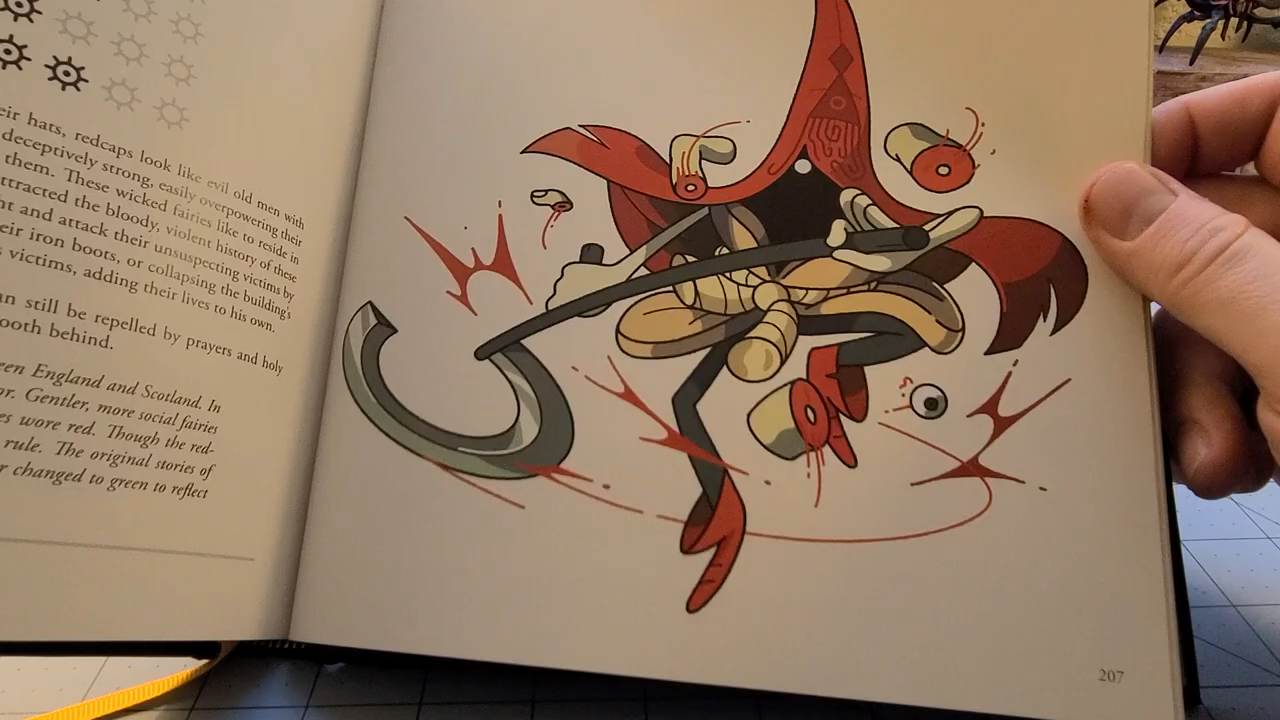 eir hats, redcaps look like evil old men with
deceptively strong, easily overpowering their
them. These wicked fairies like to reside in
ttracted the bloody, violent history of these
ht and attack their unsuspecting victims by
eir iron boots, or collapsing the building's
s victims, adding their lives to his own.
an still be repelled by prayers and holy
ooth behind.
een England and Scotland. In
or. Gentler, more social fairies
es wore red. Though the red-
rule. The original stories of
r changed to green to reflect
207